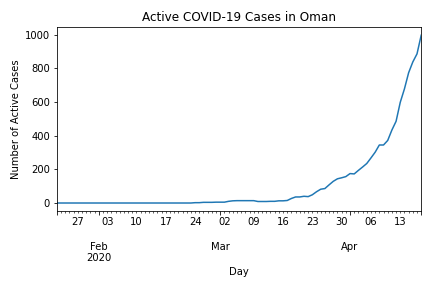 Active COVID-19 Cases in Oman
1000
800
600
400
200
0
Number of Active Cases
27 03 10 17 24 02 09 16 23 30 06 13
Feb Mar Apr
2020
Day